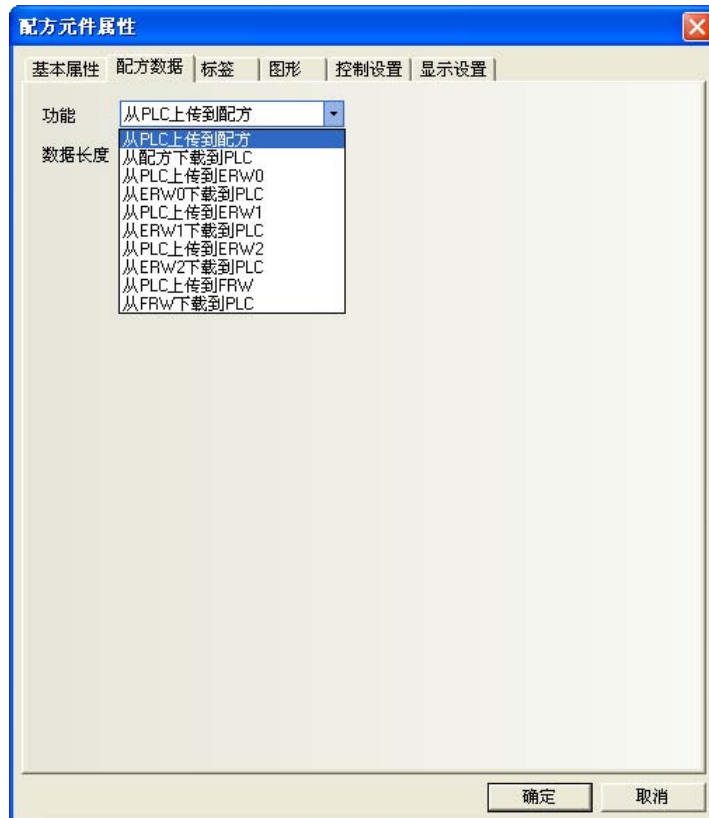 配方元件属性
基本属性 配方数据 标签 图形 控制设置 显示设置
功能 从PLC上传到配方
数据长度
从PLC上传到配方
从配方下载到PLC
从PLC上传到ERW0
从ERW0下载到PLC
从PLC上传到ERW1
从ERW1下载到PLC
从PLC上传到ERW2
从ERW2下载到PLC
从PLC上传到FRW
从FRW下载到PLC
确定 取消